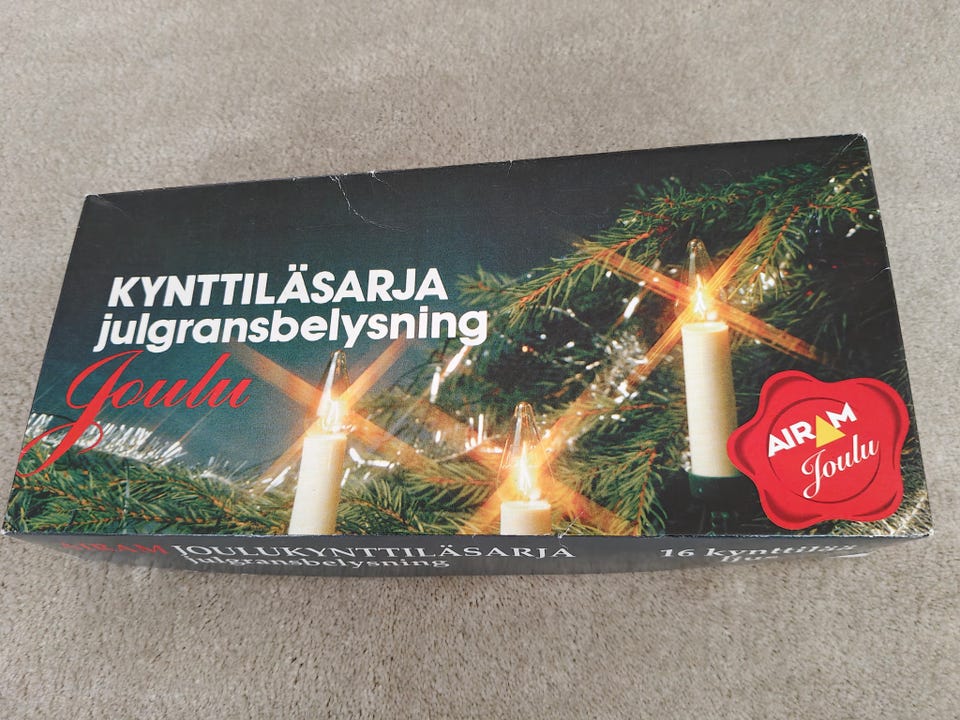 KYNTTILÄSARJA
julgransbelysning
Joulu
AIRAM
Joulu
AIRAM JOULUKYNTTILÄSARJA
julgransbelysning
16 kynttilää